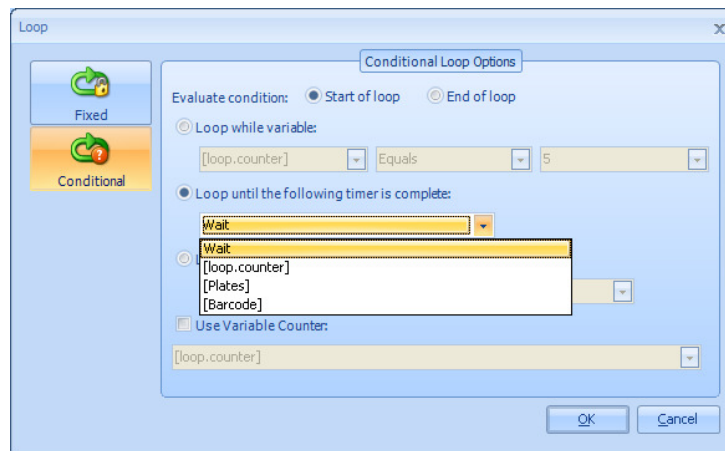 Loop
x
Conditional Loop Options
Fixed
Conditional
Evaluate condition: Start of loop End of loop
Loop while variable:
[loop.counter] Equals 5
Loop until the following timer is complete:
Wait
Wait
[loop.counter]
[Plates]
[Barcode]
Use Variable Counter:
[loop.counter]
OK Cancel